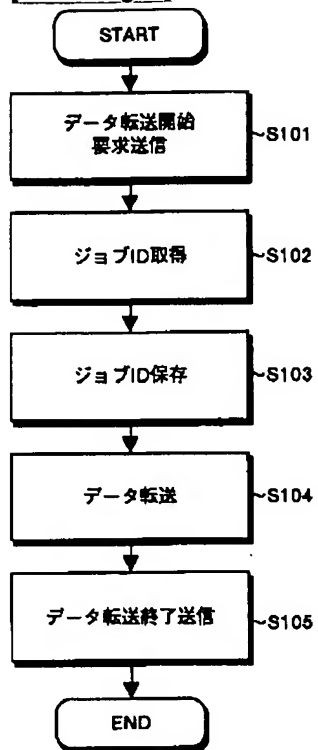 START
データ転送開始
要求送信
~S101
ジョブID取得
~S102
ジョブID保存
~S103
データ転送
~S104
データ転送終了送信
~S105
END